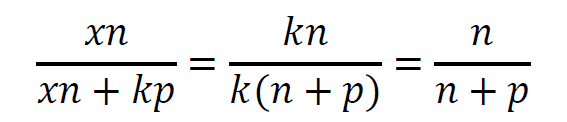 xn/(xn + kp) = kn/(k(n + p)) = n/(n + p)